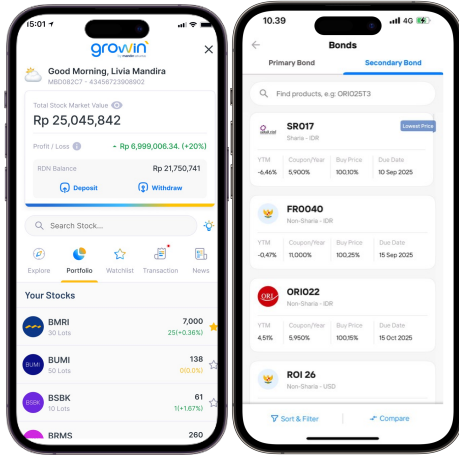 15:01
growin'
by mandiri sekuritas
Good Morning, Livia Mandira
MBD082C7 - 43456723908902
Total Stock Market Value
Rp 25,045,842
Profit / Loss
- Rp 6,999,006.34. (+20%)
RDN Balance
Rp 21,750,741
Deposit
Withdraw
Search Stock...
Explore
Portfolio
Watchlist
Transaction
News
Your Stocks
BMRI
7,000
30 Lots
25(+0.36%)
BUMI
BUMI
138
50 Lots
0(0.0%)
BSBK
BSBK
61
10 Lots
1(+1.67%)
BRMS
260
10.39
4G
Bonds
Primary Bond
Secondary Bond
Find products, e.g: ORI025T3
SR017
Lowest Price
Sharia - IDR
YTM
Coupon/Year
Buy Price
Due Date
-6,46%
5,900%
100,10%
10 Sep 2025
FR0040
Non-Sharia - IDR
YTM
Coupon/Year
Buy Price
Due Date
-0,47%
11,000%
100,25%
15 Sep 2025
ORI
ORI022
Non-Sharia - IDR
YTM
Coupon/Year
Buy Price
Due Date
4,51%
5,950%
100,15%
15 Oct 2025
ROI 26
Non-Sharia - USD
Sort & Filter
Compare